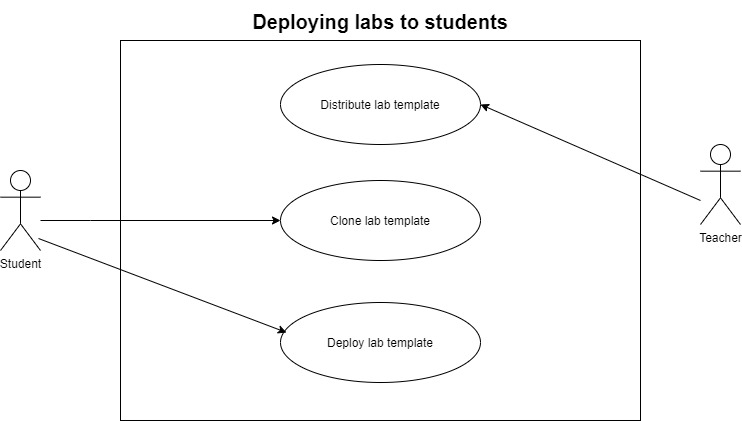 Deploying labs to students
Distribute lab template
Clone lab template
Deploy lab template
Student
Teacher